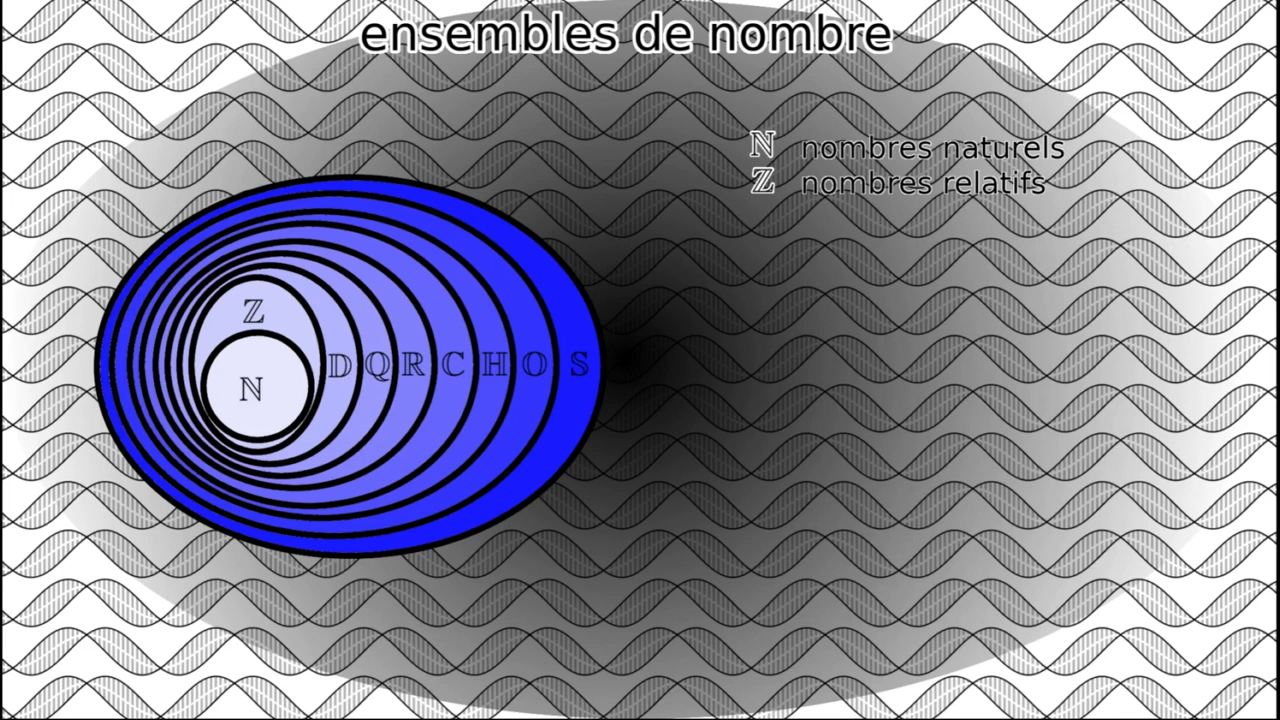 ensembles de nombre
ℕ nombres naturels
ℤ nombres relatifs
ℤ
𝔻 ℚ ℝ ℂ ℍ 𝕆 𝕊
ℕ